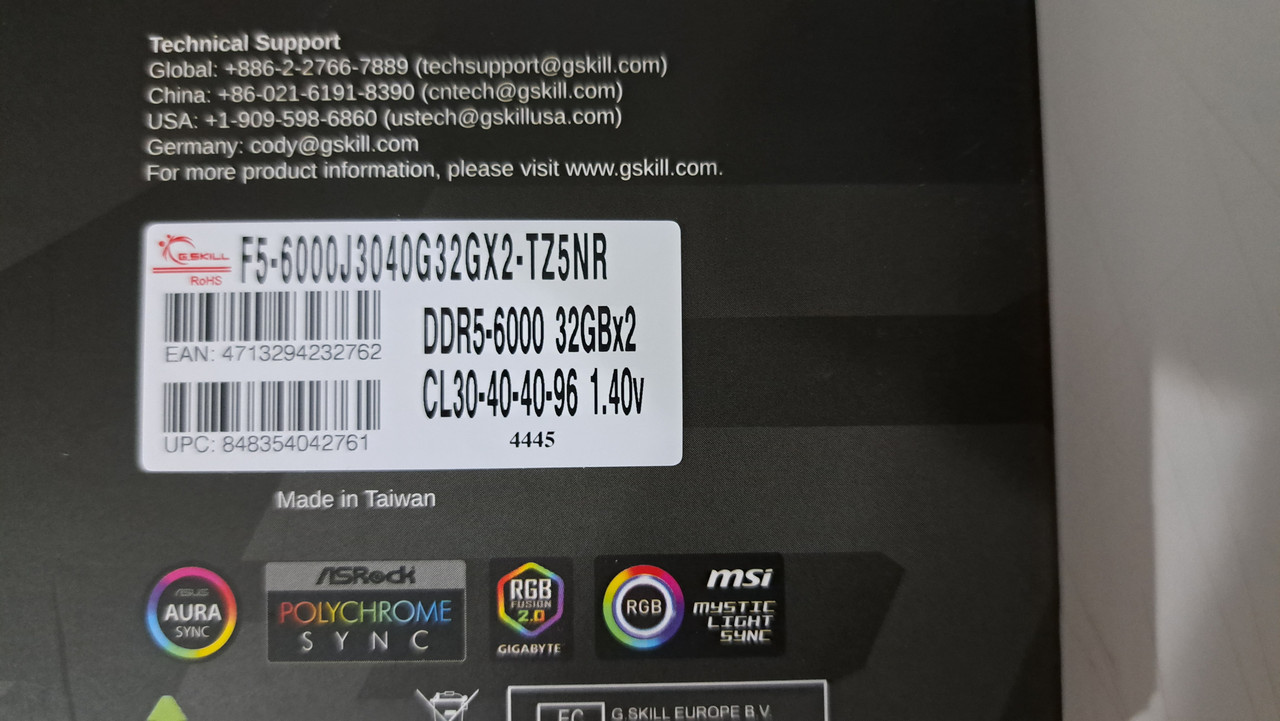 Technical Support
Global: +886-2-2766-7889 (techsupport@gskill.com)
China: +86-021-6191-8390 (cntech@gskill.com)
USA: +1-909-598-6860 (ustech@gskillusa.com)
Germany: cody@gskill.com
For more product information, please visit www.gskill.com.
G.SKILL
RoHS
F5-6000J3040G32GX2-TZ5NR
EAN: 4713294232762
DDR5-6000 32GBx2
UPC: 848354042761
CL30-40-40-96 1.40v
4445
Made in Taiwan
ASUS
AURA
SYNC
ASRock
POLYCHROME
SYNC
RGB
FUSION
2.0
GIGABYTE
RGB
msi
MYSTIC
LIGHT
SYNC
EC
G.SKILL EUROPE B.V.